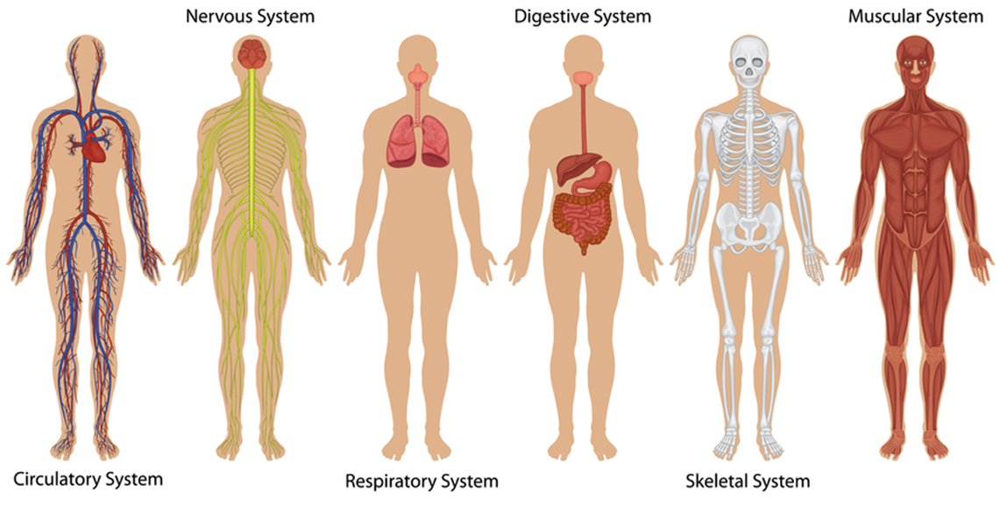 Nervous System
Digestive System
Muscular System
Circulatory System
Respiratory System
Skeletal System